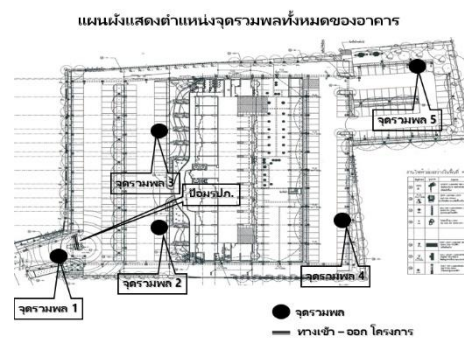 แผนผังแสดงตำแหน่งจุดรวมพลทั้งหมดของอาคาร
จุดรวมพล 5
จุดรวมพล 3
ป้อมรปภ.
จุดรวมพล 1
จุดรวมพล 2
จุดรวมพล 4
จุดรวมพล
ทางเข้า – ออก โครงการ